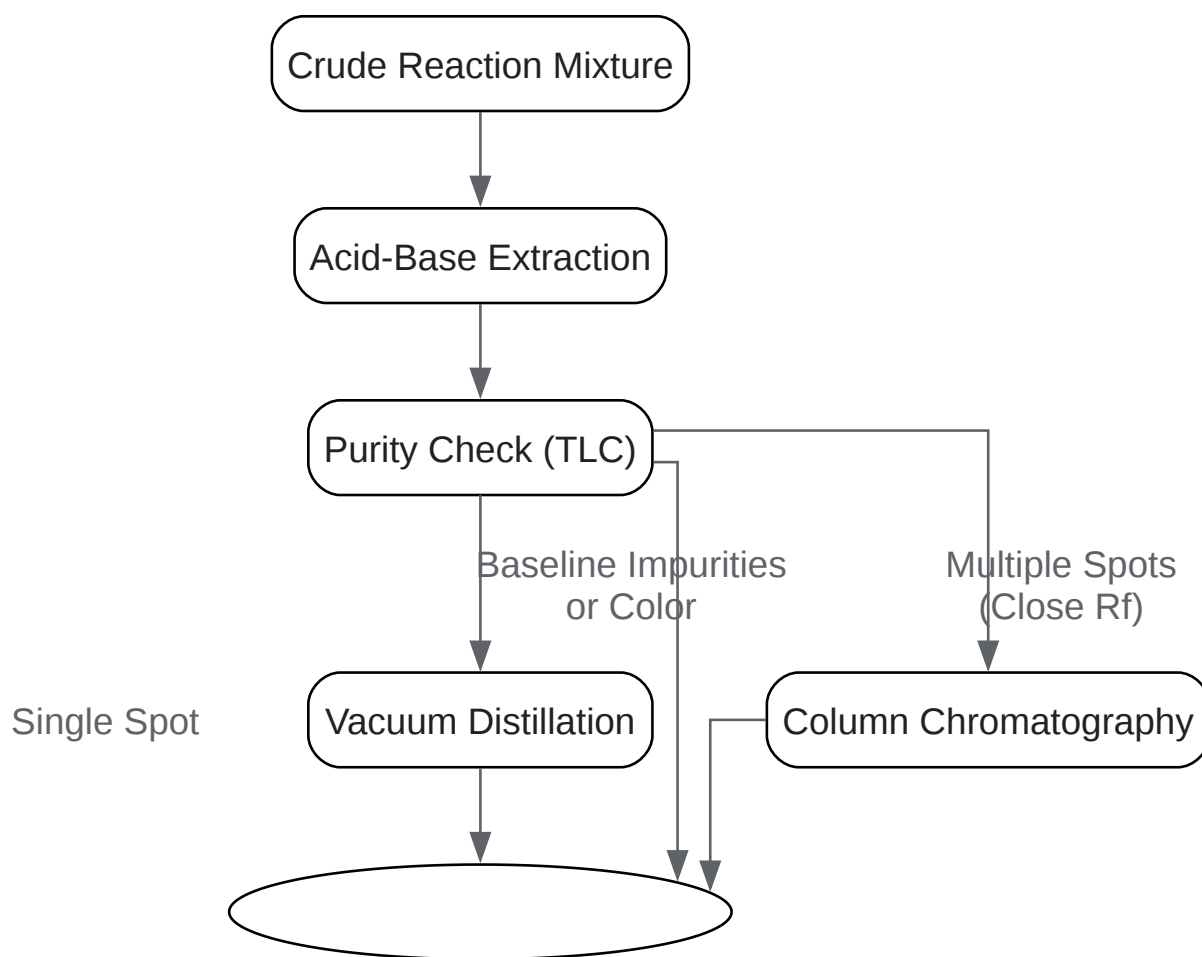 Crude Reaction Mixture
Acid-Base Extraction
Purity Check (TLC)
Baseline Impurities
or Color
Multiple Spots
(Close Rf)
Single Spot
Vacuum Distillation
Column Chromatography